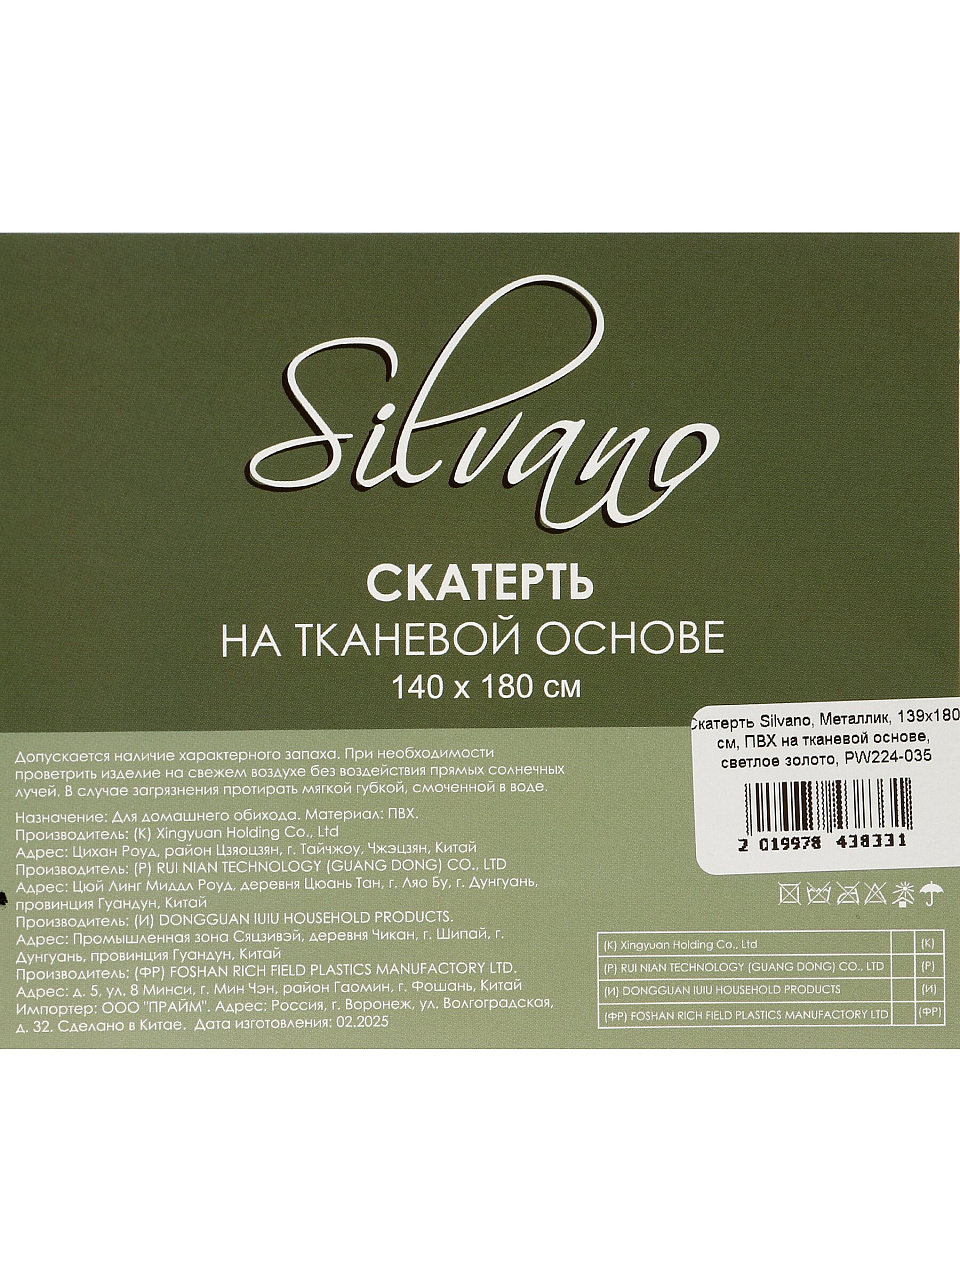 Silvano
СКАТЕРТЬ
НА ТКАНЕВОЙ ОСНОВЕ
140 x 180 см
Скатерть Silvano, Металлик, 139x180
см, ПВХ на тканевой основе,
светлое золото, PW224-035
2 019978 438331
Допускается наличие характерного запаха. При необходимости
проветрить изделие на свежем воздухе без воздействия прямых солнечных
лучей. В случае загрязнения протирать мягкой губкой, смоченной в воде.
Назначение: Для домашнего обихода. Материал: ПВХ.
Производитель: (К) Xingyuan Holding Co., Ltd
Адрес: Цихан Роуд, район Цзяоцзян, г. Тайчжоу, Чжэцзян, Китай
Производитель: (Р) RUI NIAN TECHNOLOGY (GUANG DONG) CO., LTD
Адрес: Цюй Линг Миддл Роуд, деревня Цюань Тан, г. Ляо Бу, г. Дунгуань,
провинция Гуандун, Китай
Производитель: (И) DONGGUAN IUIU HOUSEHOLD PRODUCTS.
Адрес: Промышленная зона Сяцзивэй, деревня Чикан, г. Шипай, г.
Дунгуань, провинция Гуандун, Китай
Производитель: (ФР) FOSHAN RICH FIELD PLASTICS MANUFACTORY LTD.
Адрес: д. 5, ул. 8 Минси, г. Мин Чэн, район Гаомин, г. Фошань, Китай
Импортер: ООО "ПРАЙМ". Адрес: Россия, г. Воронеж, ул. Волгоградская,
д. 32. Сделано в Китае. Дата изготовления: 02.2025
(К) Xingyuan Holding Co., Ltd (К)
(Р) RUI NIAN TECHNOLOGY (GUANG DONG) CO., LTD (Р)
(И) DONGGUAN IUIU HOUSEHOLD PRODUCTS (И)
(ФР) FOSHAN RICH FIELD PLASTICS MANUFACTORY LTD (ФР)